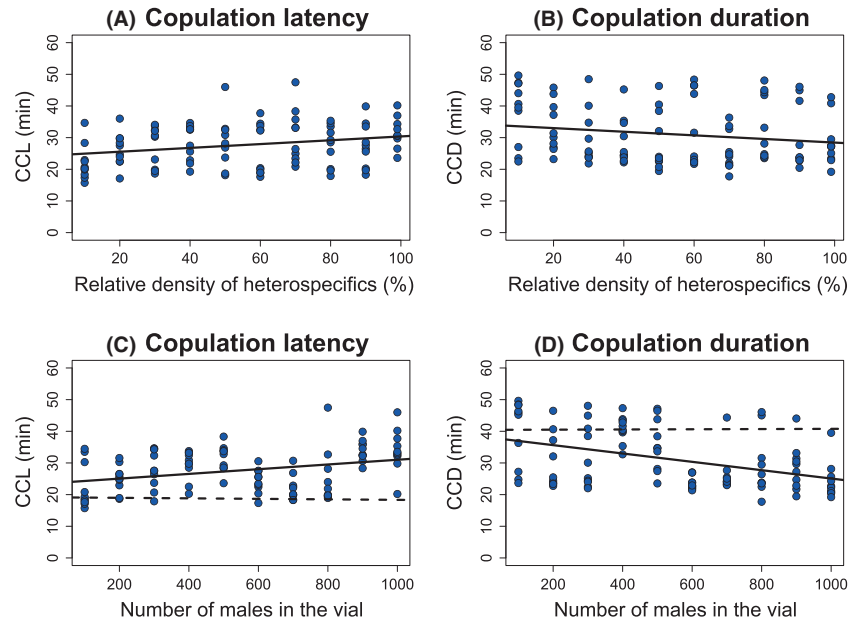 (A) Copulation latency
CCL (min)
0 10 20 30 40 50 60
20 40 60 80 100
Relative density of heterospecifics (%)
(B) Copulation duration
CCD (min)
0 10 20 30 40 50 60
20 40 60 80 100
Relative density of heterospecifics (%)
(C) Copulation latency
CCL (min)
0 10 20 30 40 50 60
200 400 600 800 1000
Number of males in the vial
(D) Copulation duration
CCD (min)
0 10 20 30 40 50 60
200 400 600 800 1000
Number of males in the vial